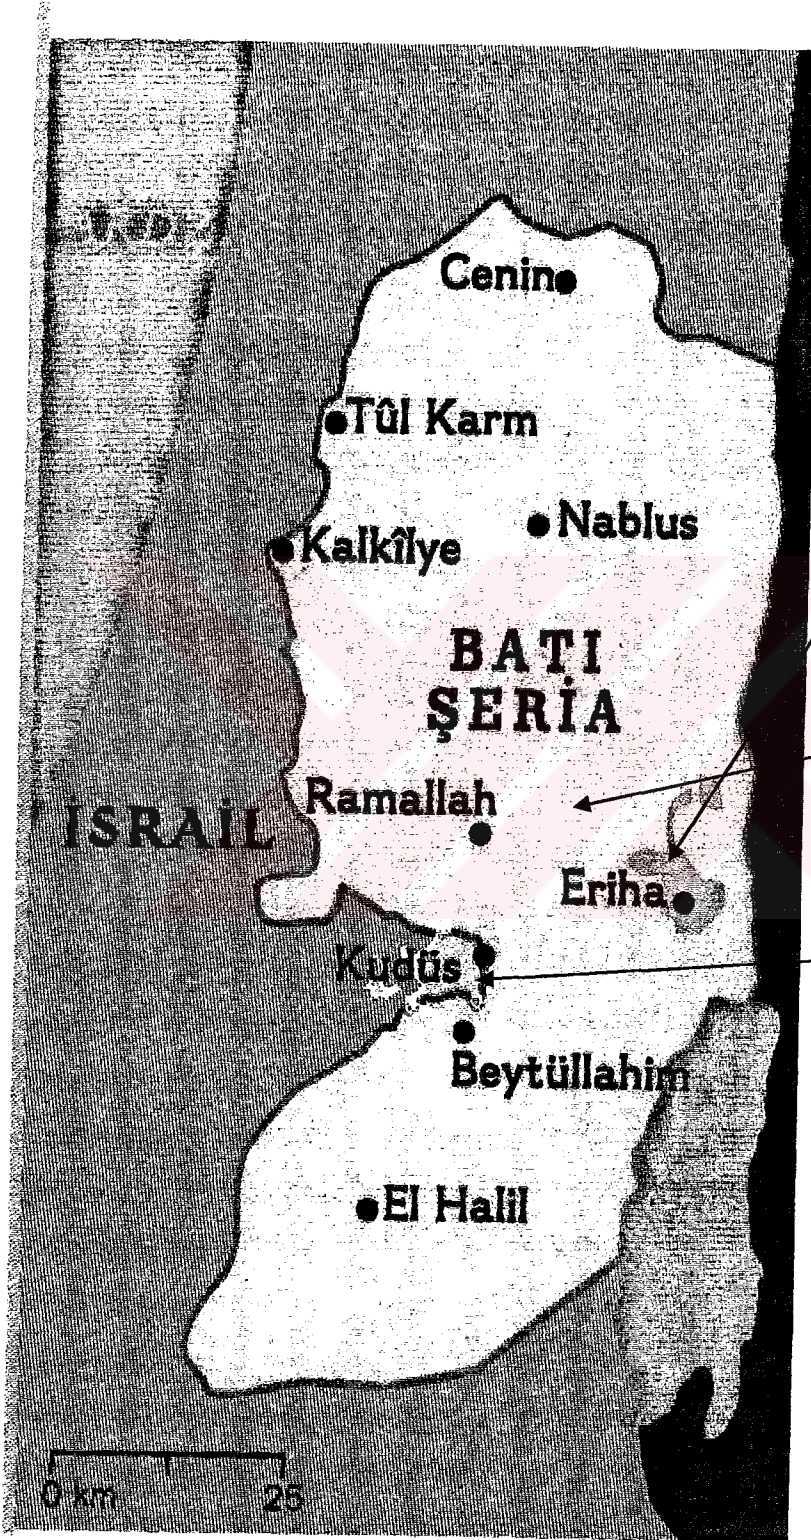 Cenin
Tûl Karm
Nablus
Kalkîlye
BATI
ŞERİA
Ramallah
İSRAİL
Eriha
Kudüs
Beytüllahim
El Halil
0 km 25